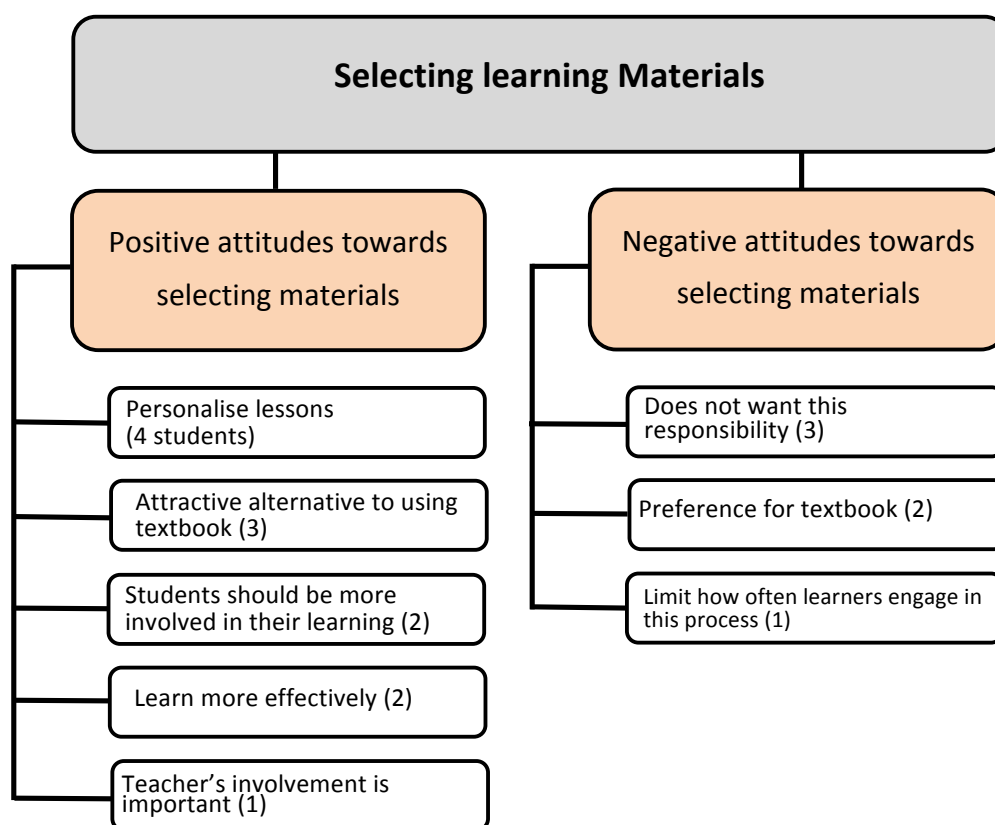 Selecting learning Materials
Positive attitudes towards
selecting materials
Personalise lessons
(4 students)
Attractive alternative to using
textbook (3)
Students should be more
involved in their learning (2)
Learn more effectively (2)
Teacher’s involvement is
important (1)
Negative attitudes towards
selecting materials
Does not want this
responsibility (3)
Preference for textbook (2)
Limit how often learners engage in
this process (1)